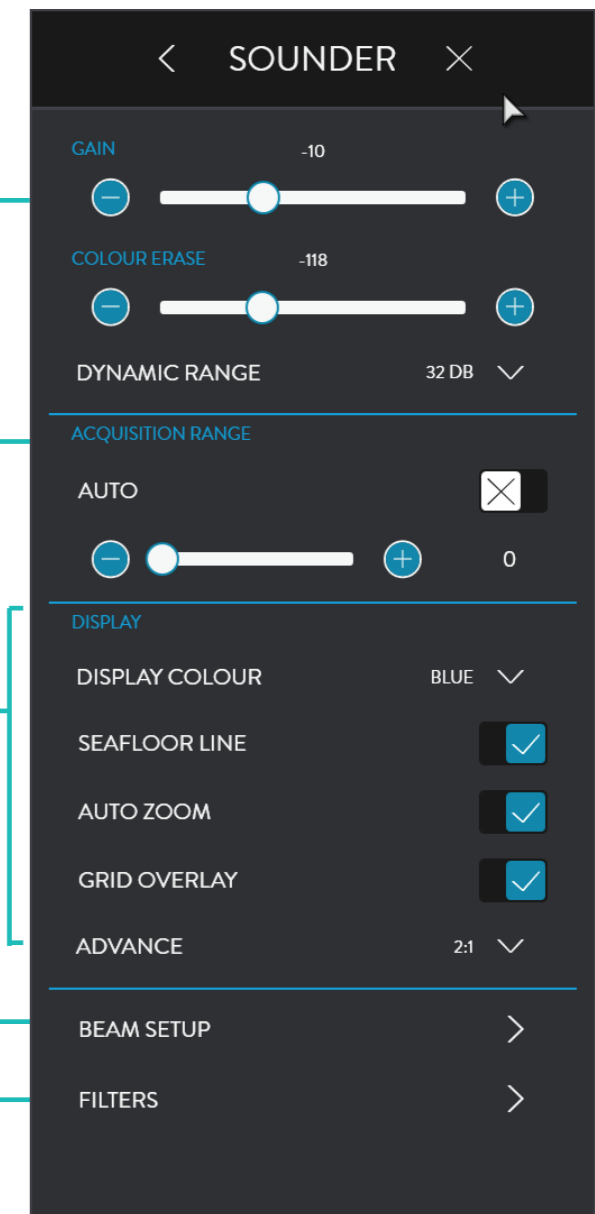 SOUNDER
GAIN -10
COLOUR ERASE -118
DYNAMIC RANGE 32 DB
ACQUISITION RANGE
AUTO
0
DISPLAY
DISPLAY COLOUR BLUE
SEAFLOOR LINE
AUTO ZOOM
GRID OVERLAY
ADVANCE 2:1
BEAM SETUP
FILTERS